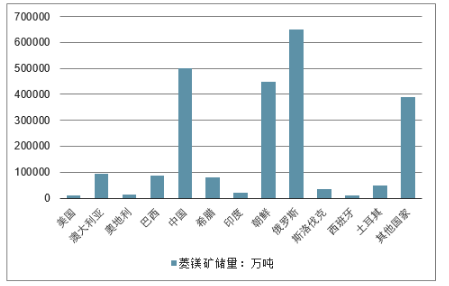 700000
600000
500000
400000
300000
200000
100000
0
美国
澳大利亚
奥地利
巴西
中国
希腊
印度
朝鲜
俄罗斯
斯洛伐克
西班牙
土耳其
其他国家
菱镁矿储量：万吨